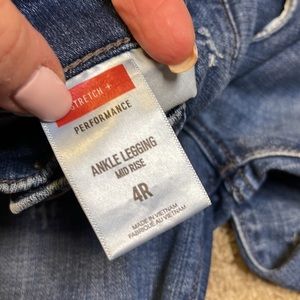 STRETCH +
PERFORMANCE
ANKLE LEGGING
MID RISE
4R
MADE IN VIETNAM
FABRIQUÉ AU VIETNAM